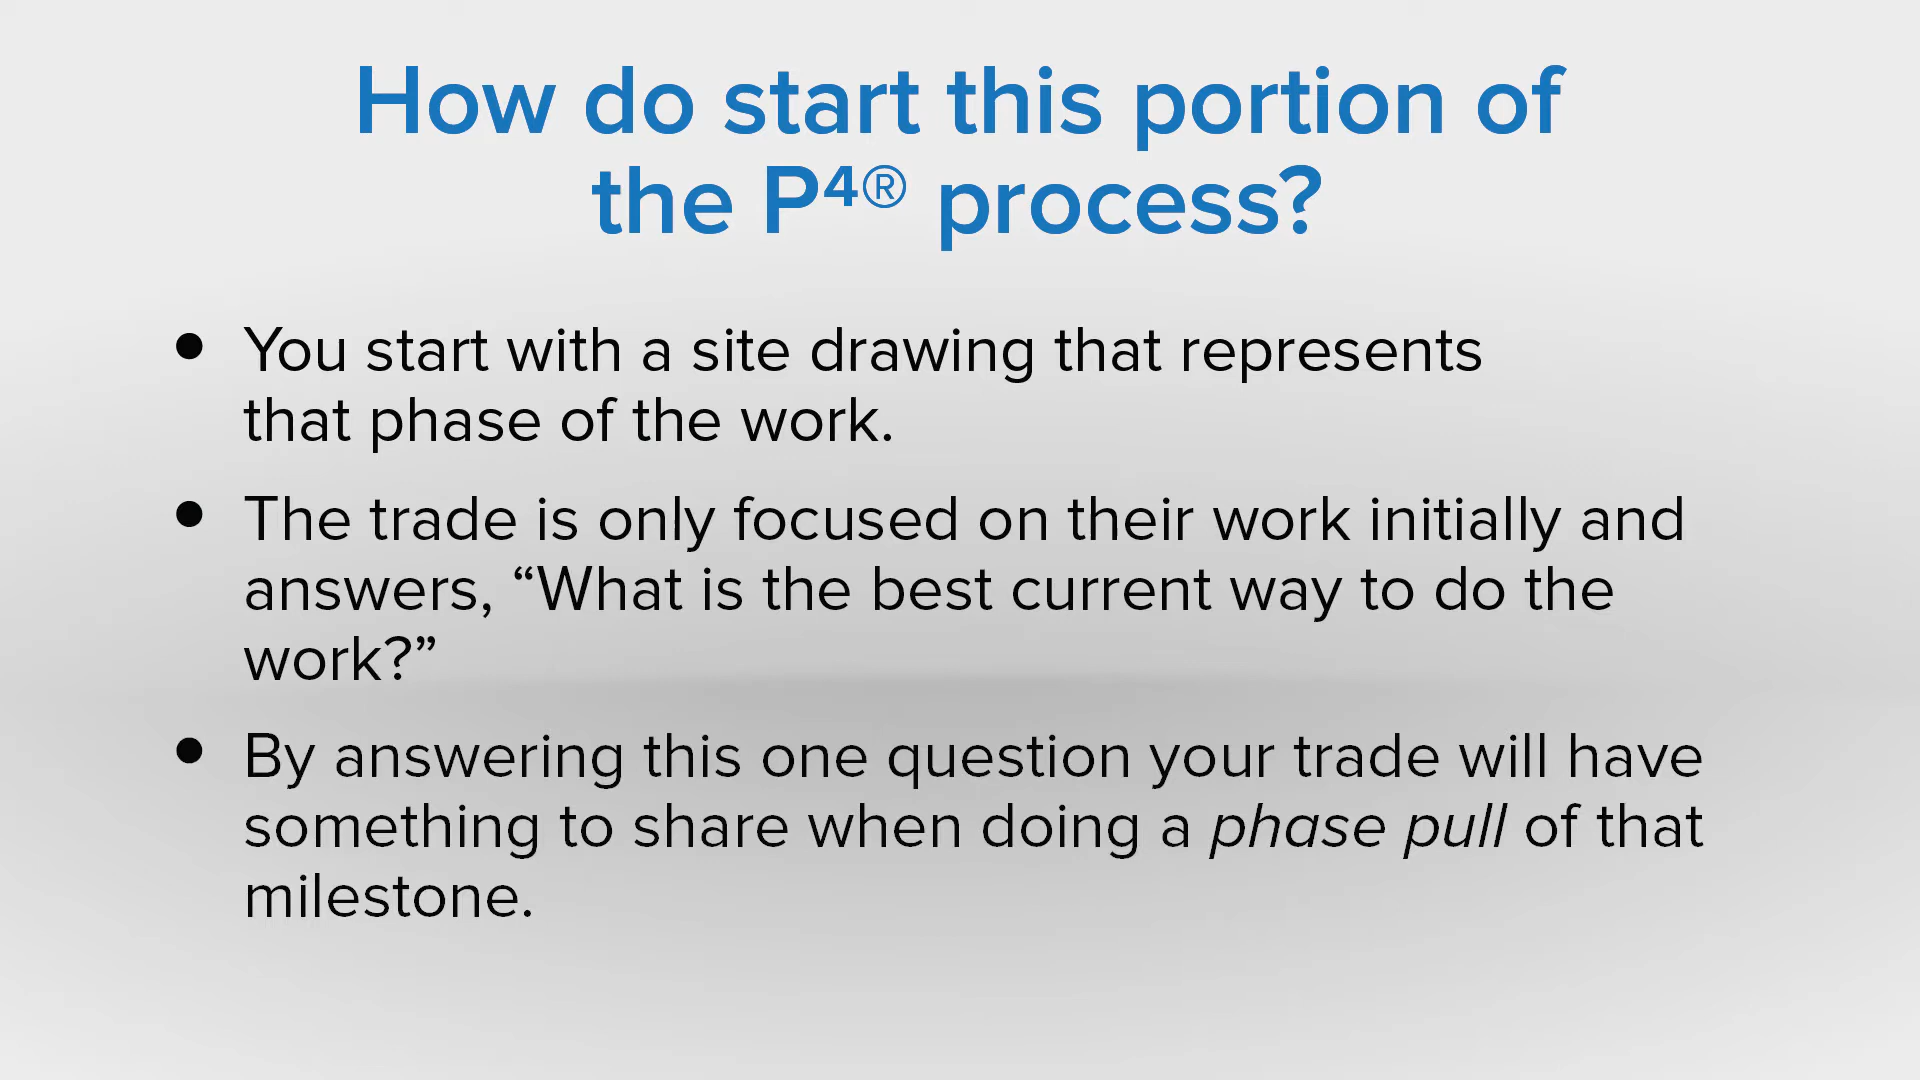 How do start this portion of
the P⁴® process?
• You start with a site drawing that represents
that phase of the work.
• The trade is only focused on their work initially and
answers, “What is the best current way to do the
work?”
• By answering this one question your trade will have
something to share when doing a phase pull of that
milestone.